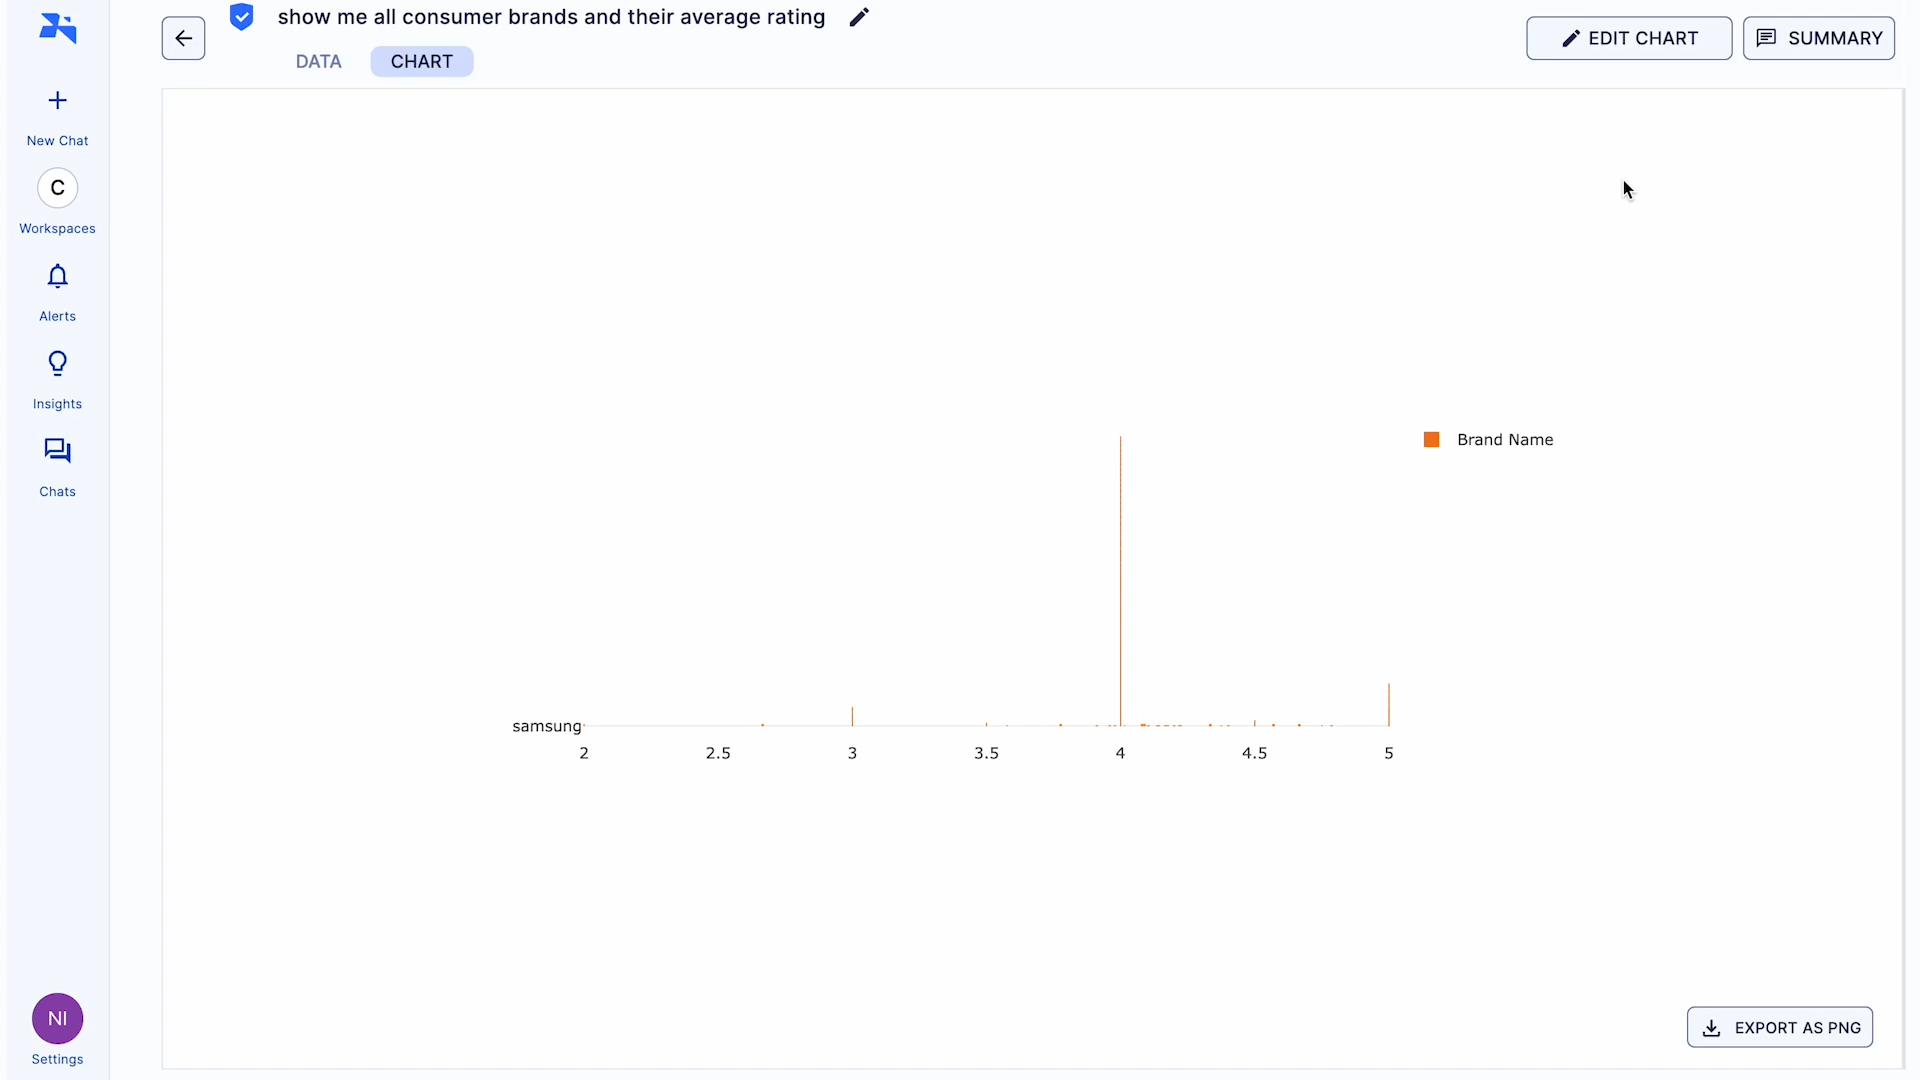 show me all consumer brands and their average rating
DATA
CHART
EDIT CHART
SUMMARY
New Chat
C
Workspaces
Alerts
Insights
Chats
Brand Name
samsung
2
2.5
3
3.5
4
4.5
5
EXPORT AS PNG
NI
Settings